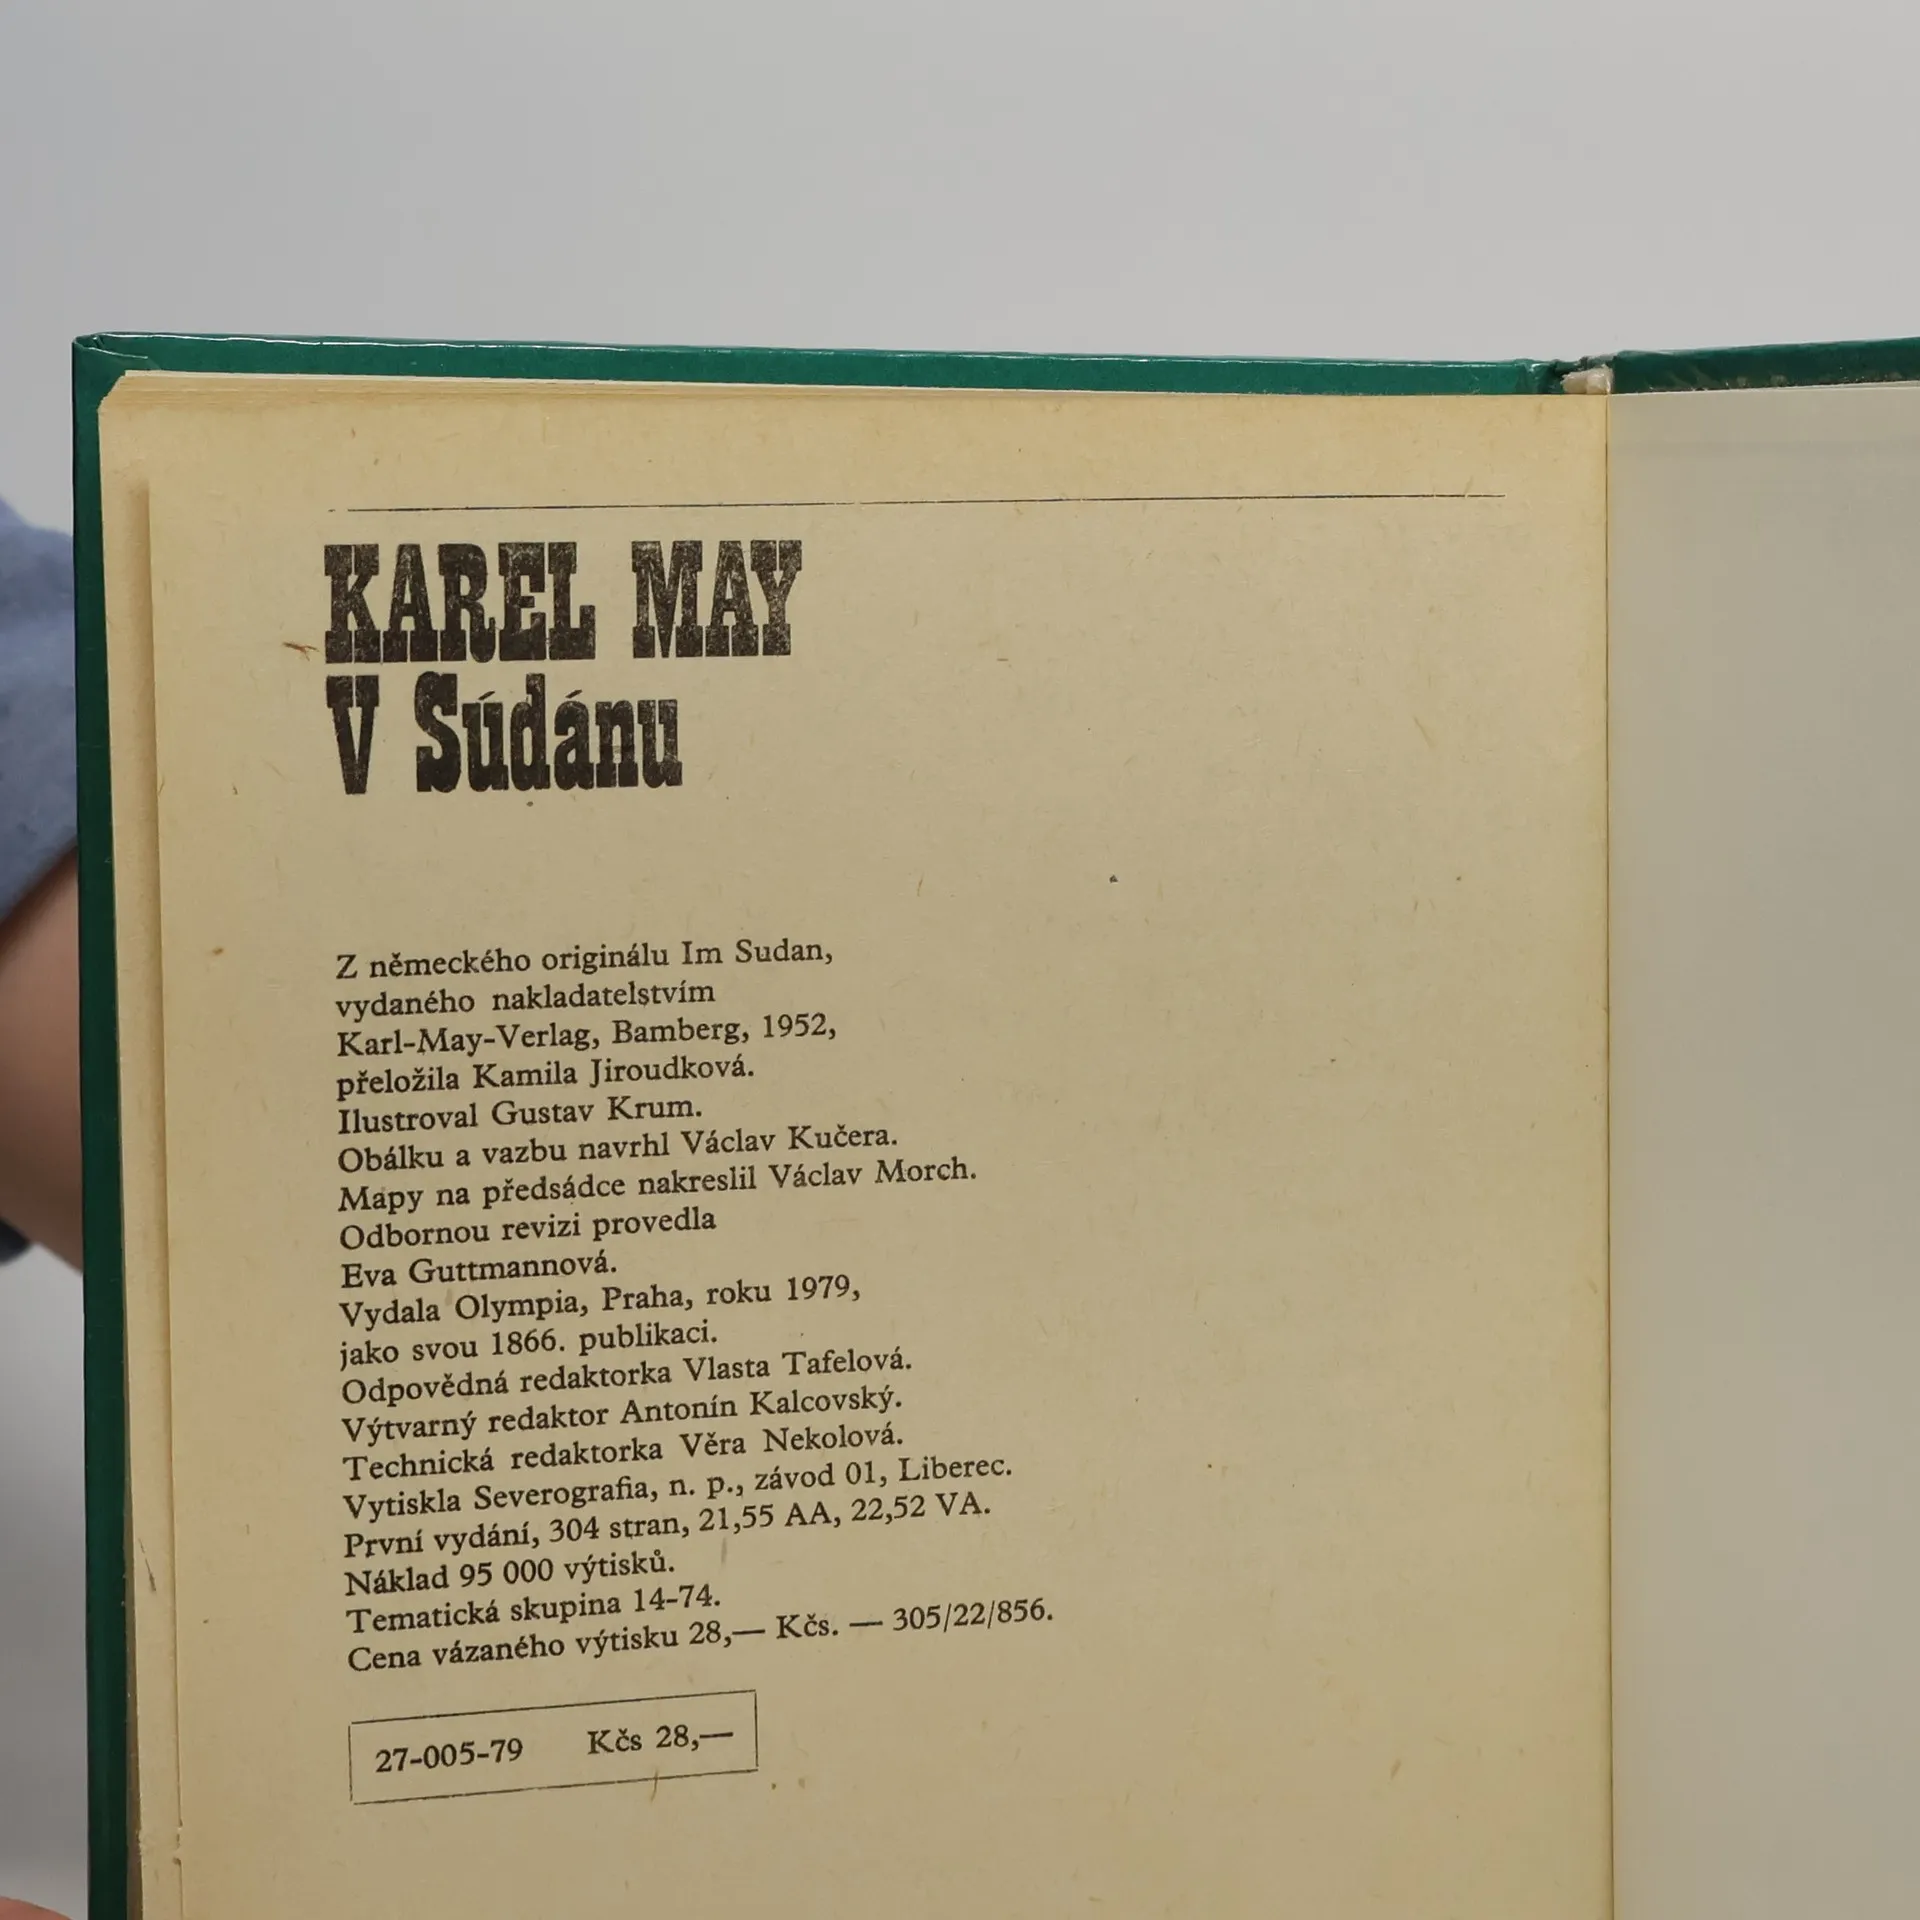 KAREL MAY
V Súdánu
Z německého originálu Im Sudan,
vydaného nakladatelstvím
Karl-May-Verlag, Bamberg, 1952,
přeložila Kamila Jiroudková.
Ilustroval Gustav Krum.
Obálku a vazbu navrhl Václav Kučera.
Mapy na předsádce nakreslil Václav Morch.
Odbornou revizi provedla
Eva Guttmannová.
Vydala Olympia, Praha, roku 1979,
jako svou 1866. publikaci.
Odpovědná redaktorka Vlasta Tafelová.
Výtvarný redaktor Antonín Kalcovský.
Technická redaktorka Věra Nekolová.
Vytiskla Severografia, n. p., závod 01, Liberec.
První vydání, 304 stran, 21,55 AA, 22,52 VA.
Náklad 95 000 výtisků.
Tematická skupina 14-74.
Cena vázaného výtisku 28,— Kčs. — 305/22/856.
27-005-79 Kčs 28,—